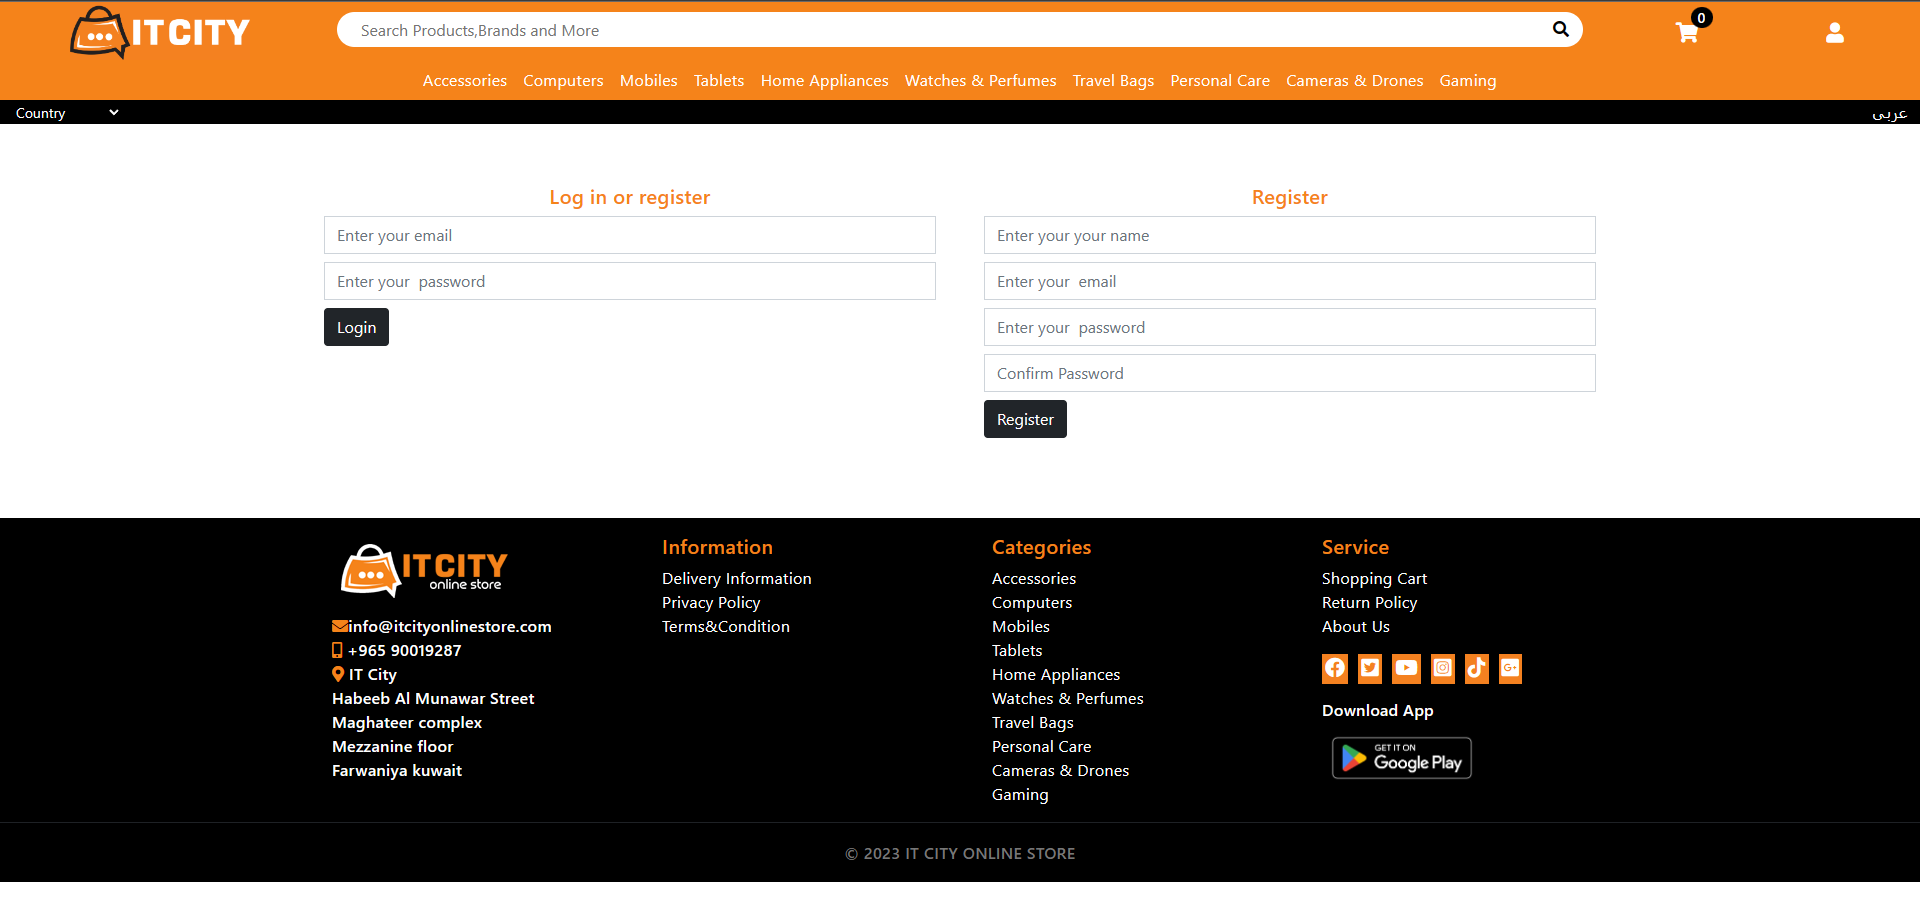 IT CITY
Search Products,Brands and More
0
Accessories Computers Mobiles Tablets Home Appliances Watches & Perfumes Travel Bags Personal Care Cameras & Drones Gaming
Country
عربى
Log in or register
Enter your email
Enter your  password
Login
Register
Enter your your name
Enter your  email
Enter your  password
Confirm Password
Register
IT CITY
online store
info@itcityonlinestore.com
+965 90019287
IT City
Habeeb Al Munawar Street
Maghateer complex
Mezzanine floor
Farwaniya kuwait
Information
Delivery Information
Privacy Policy
Terms&Condition
Categories
Accessories
Computers
Mobiles
Tablets
Home Appliances
Watches & Perfumes
Travel Bags
Personal Care
Cameras & Drones
Gaming
Service
Shopping Cart
Return Policy
About Us
G+
Download App
GET IT ON
Google Play
© 2023 IT CITY ONLINE STORE